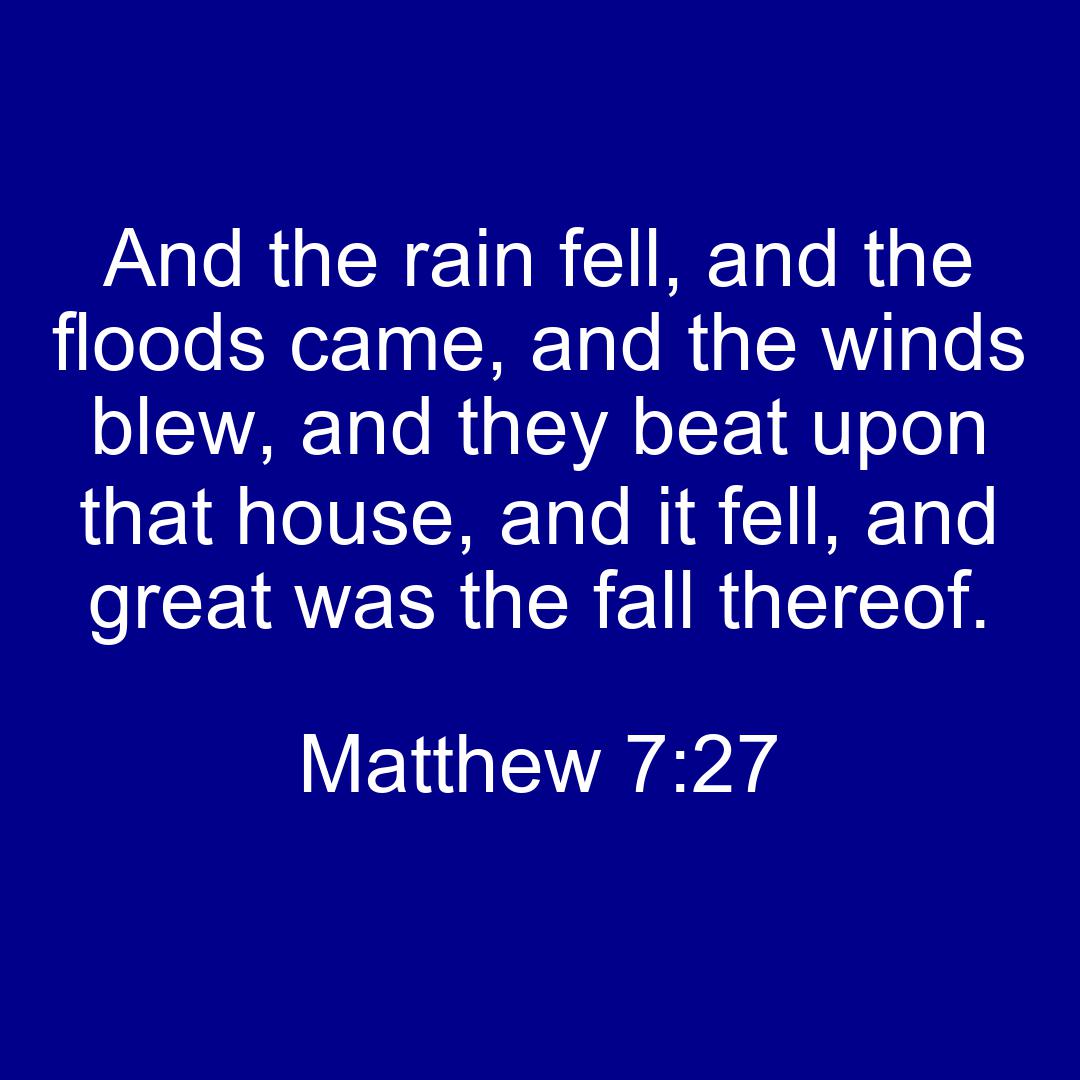 And the rain fell, and the
floods came, and the winds
blew, and they beat upon
that house, and it fell, and
great was the fall thereof.
Matthew 7:27